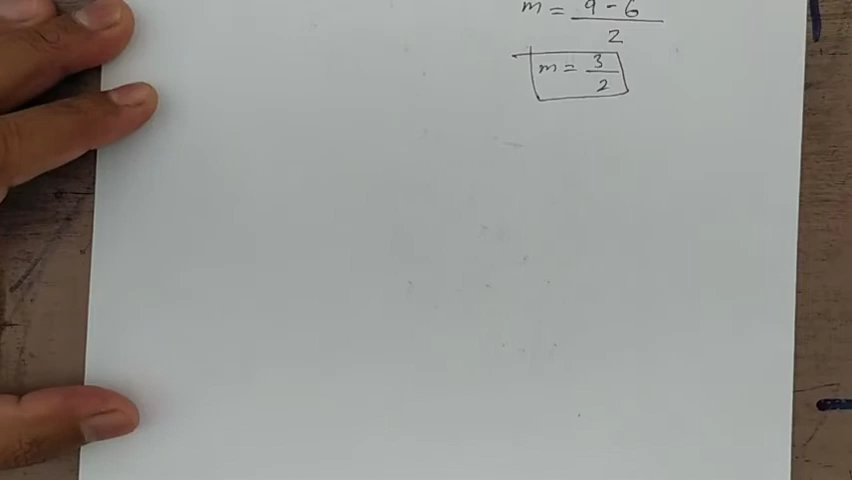 m = 9 - 6 / 2
m = 3 / 2